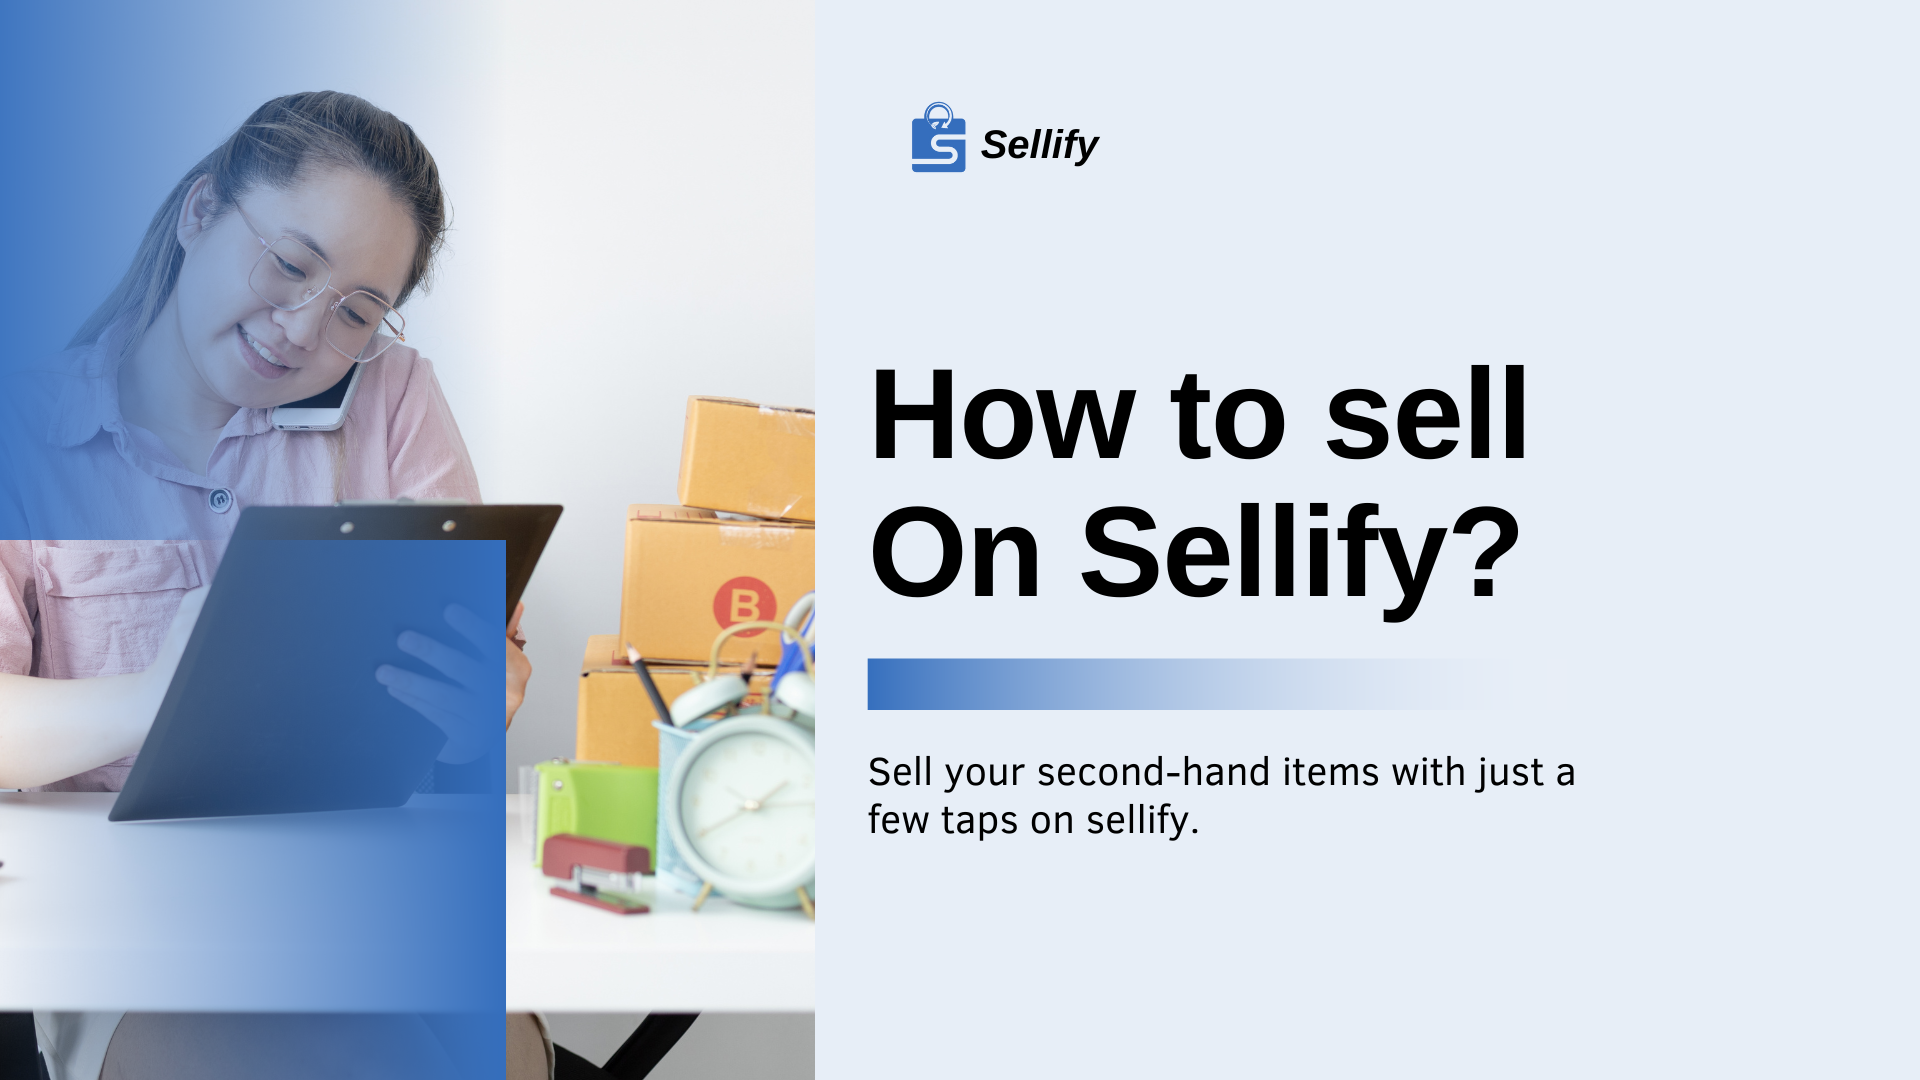 Sellify
How to sell
On Sellify?
Sell your second-hand items with just a
few taps on sellify.
B